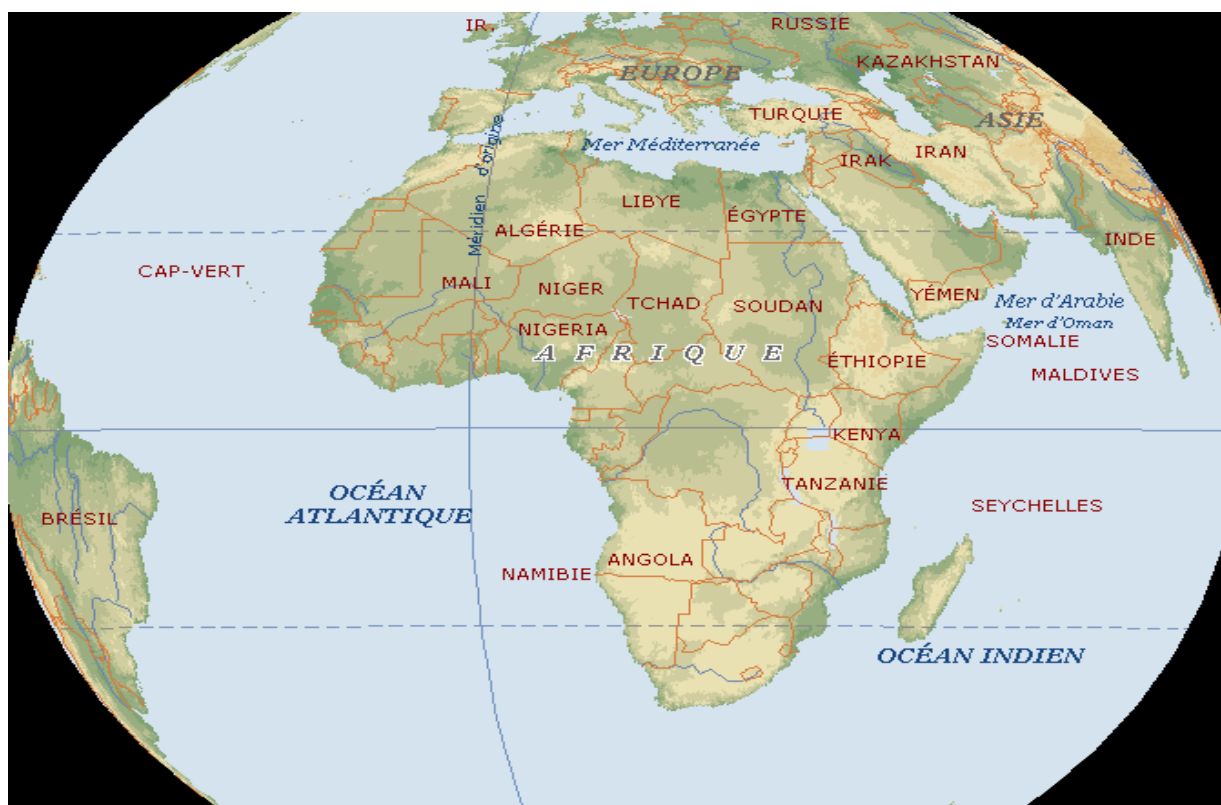 IR.
RUSSIE
KAZAKHSTAN
EUROPE
ASIE
TURQUIE
Méridien d'origine
Mer Méditerranée
IRAK
IRAN
LIBYE
ÉGYPTE
ALGÉRIE
INDE
CAP-VERT
MALI
NIGER
TCHAD
SOUDAN
YÉMEN
Mer d'Arabie
Mer d'Oman
NIGERIA
SOMALIE
AFRIQUE
ÉTHIOPIE
MALDIVES
KENYA
OCÉAN
ATLANTIQUE
TANZANIE
SEYCHELLES
BRÉSIL
ANGOLA
NAMIBIE
OCÉAN INDIEN